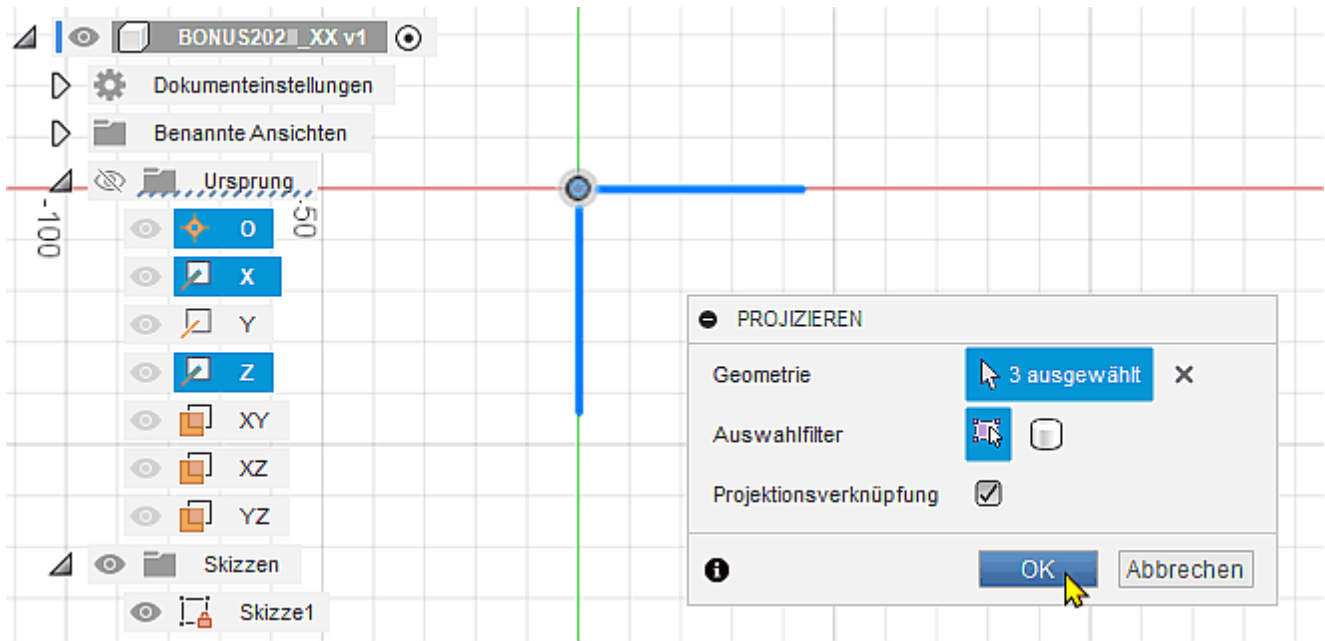 XX v1
Dokumenteinstellungen
Benannte Ansichten
Ursprung
-100
50
O
X
Y
Z
XY
XZ
YZ
Skizzen
Skizze1
PROJIZIEREN
Geometrie
3 ausgewählt
Auswahlfilter
Projektionsverknüpfung
OK
Abbrechen